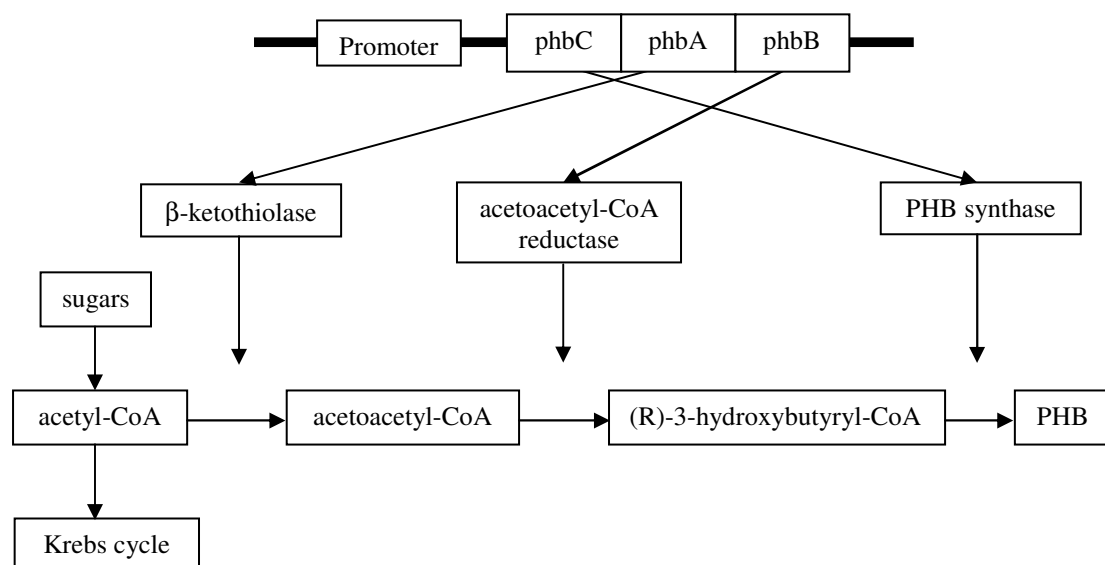 Promoter
phbC
phbA
phbB
β-ketothiolase
acetoacetyl-CoA
reductase
PHB synthase
sugars
acetyl-CoA
acetoacetyl-CoA
(R)-3-hydroxybutyryl-CoA
PHB
Krebs cycle